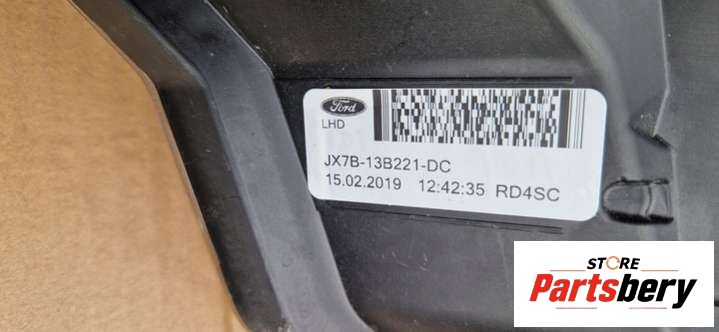 Ford
LHD
JX7B-13B221-DC
15.02.2019 12:42:35 RD4SC
STORE
Partsbery